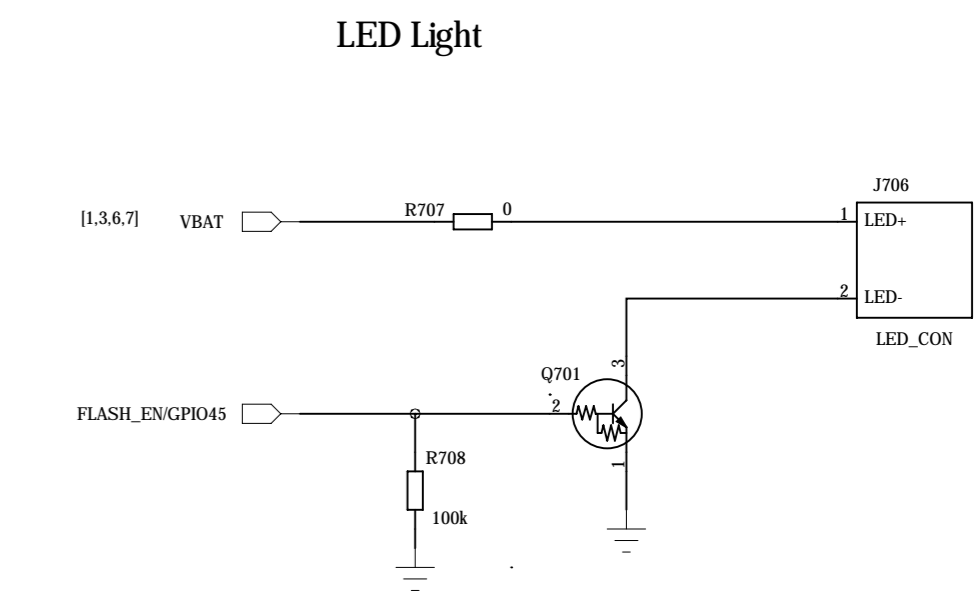 LED Light
J706
[1,3,6,7] VBAT R707 0 1 LED+
2 LED-
LED_CON
3
Q701
FLASH_EN/GPIO45 2
R708
1
100k